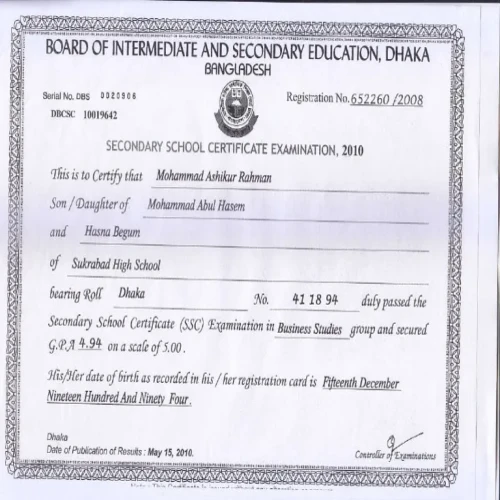 BOARD OF INTERMEDIATE AND SECONDARY EDUCATION, DHAKA
BANGLADESH
Serial No. DBS 0020906
Registration No. 652260 /2008
DBCSC 10019642
SECONDARY SCHOOL CERTIFICATE EXAMINATION, 2010
This is to Certify that Mohammad Ashikur Rahman
Son / Daughter of Mohammad Abul Hasem
and Hasna Begum
of Sukrabad High School
bearing Roll Dhaka No. 41 18 94 duly passed the
Secondary School Certificate (SSC) Examination in Business Studies group and secured
G.P.A 4.94 on a scale of 5.00 .
His/Her date of birth as recorded in his / her registration card is Fifteenth December
Nineteen Hundred And Ninety Four .
Dhaka
Date of Publication of Results : May 15, 2010.
Controller of Examinations